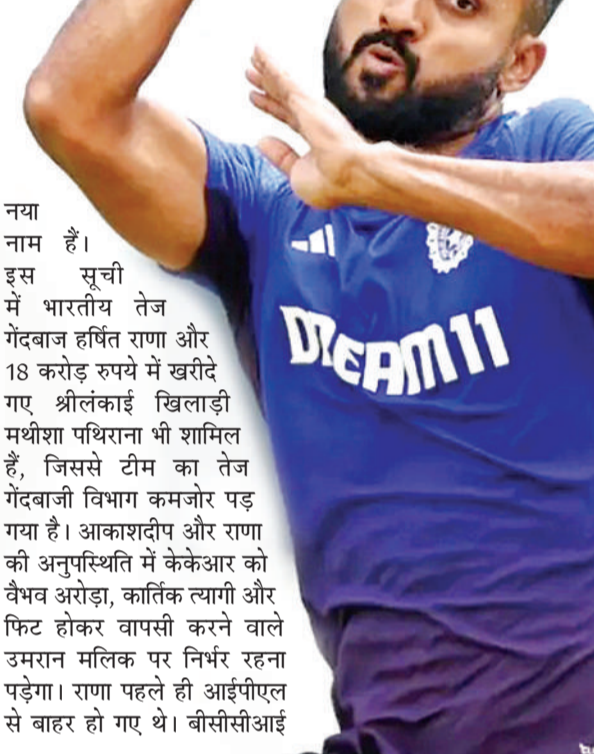 नया
नाम हैं।
इस सूची
में भारतीय तेज
गेंदबाज हर्षित राणा और
18 करोड़ रुपये में खरीदे
गए श्रीलंकाई खिलाड़ी
मथीशा पथिराना भी शामिल
हैं, जिससे टीम का तेज
गेंदबाजी विभाग कमजोर पड़
गया है। आकाशदीप और राणा
की अनुपस्थिति में केकेआर को
वैभव अरोड़ा, कार्तिक त्यागी और
फिट होकर वापसी करने वाले
उमरान मलिक पर निर्भर रहना
पड़ेगा। राणा पहले ही आईपीएल
से बाहर हो गए थे। बीसीसीआई
DREAM11